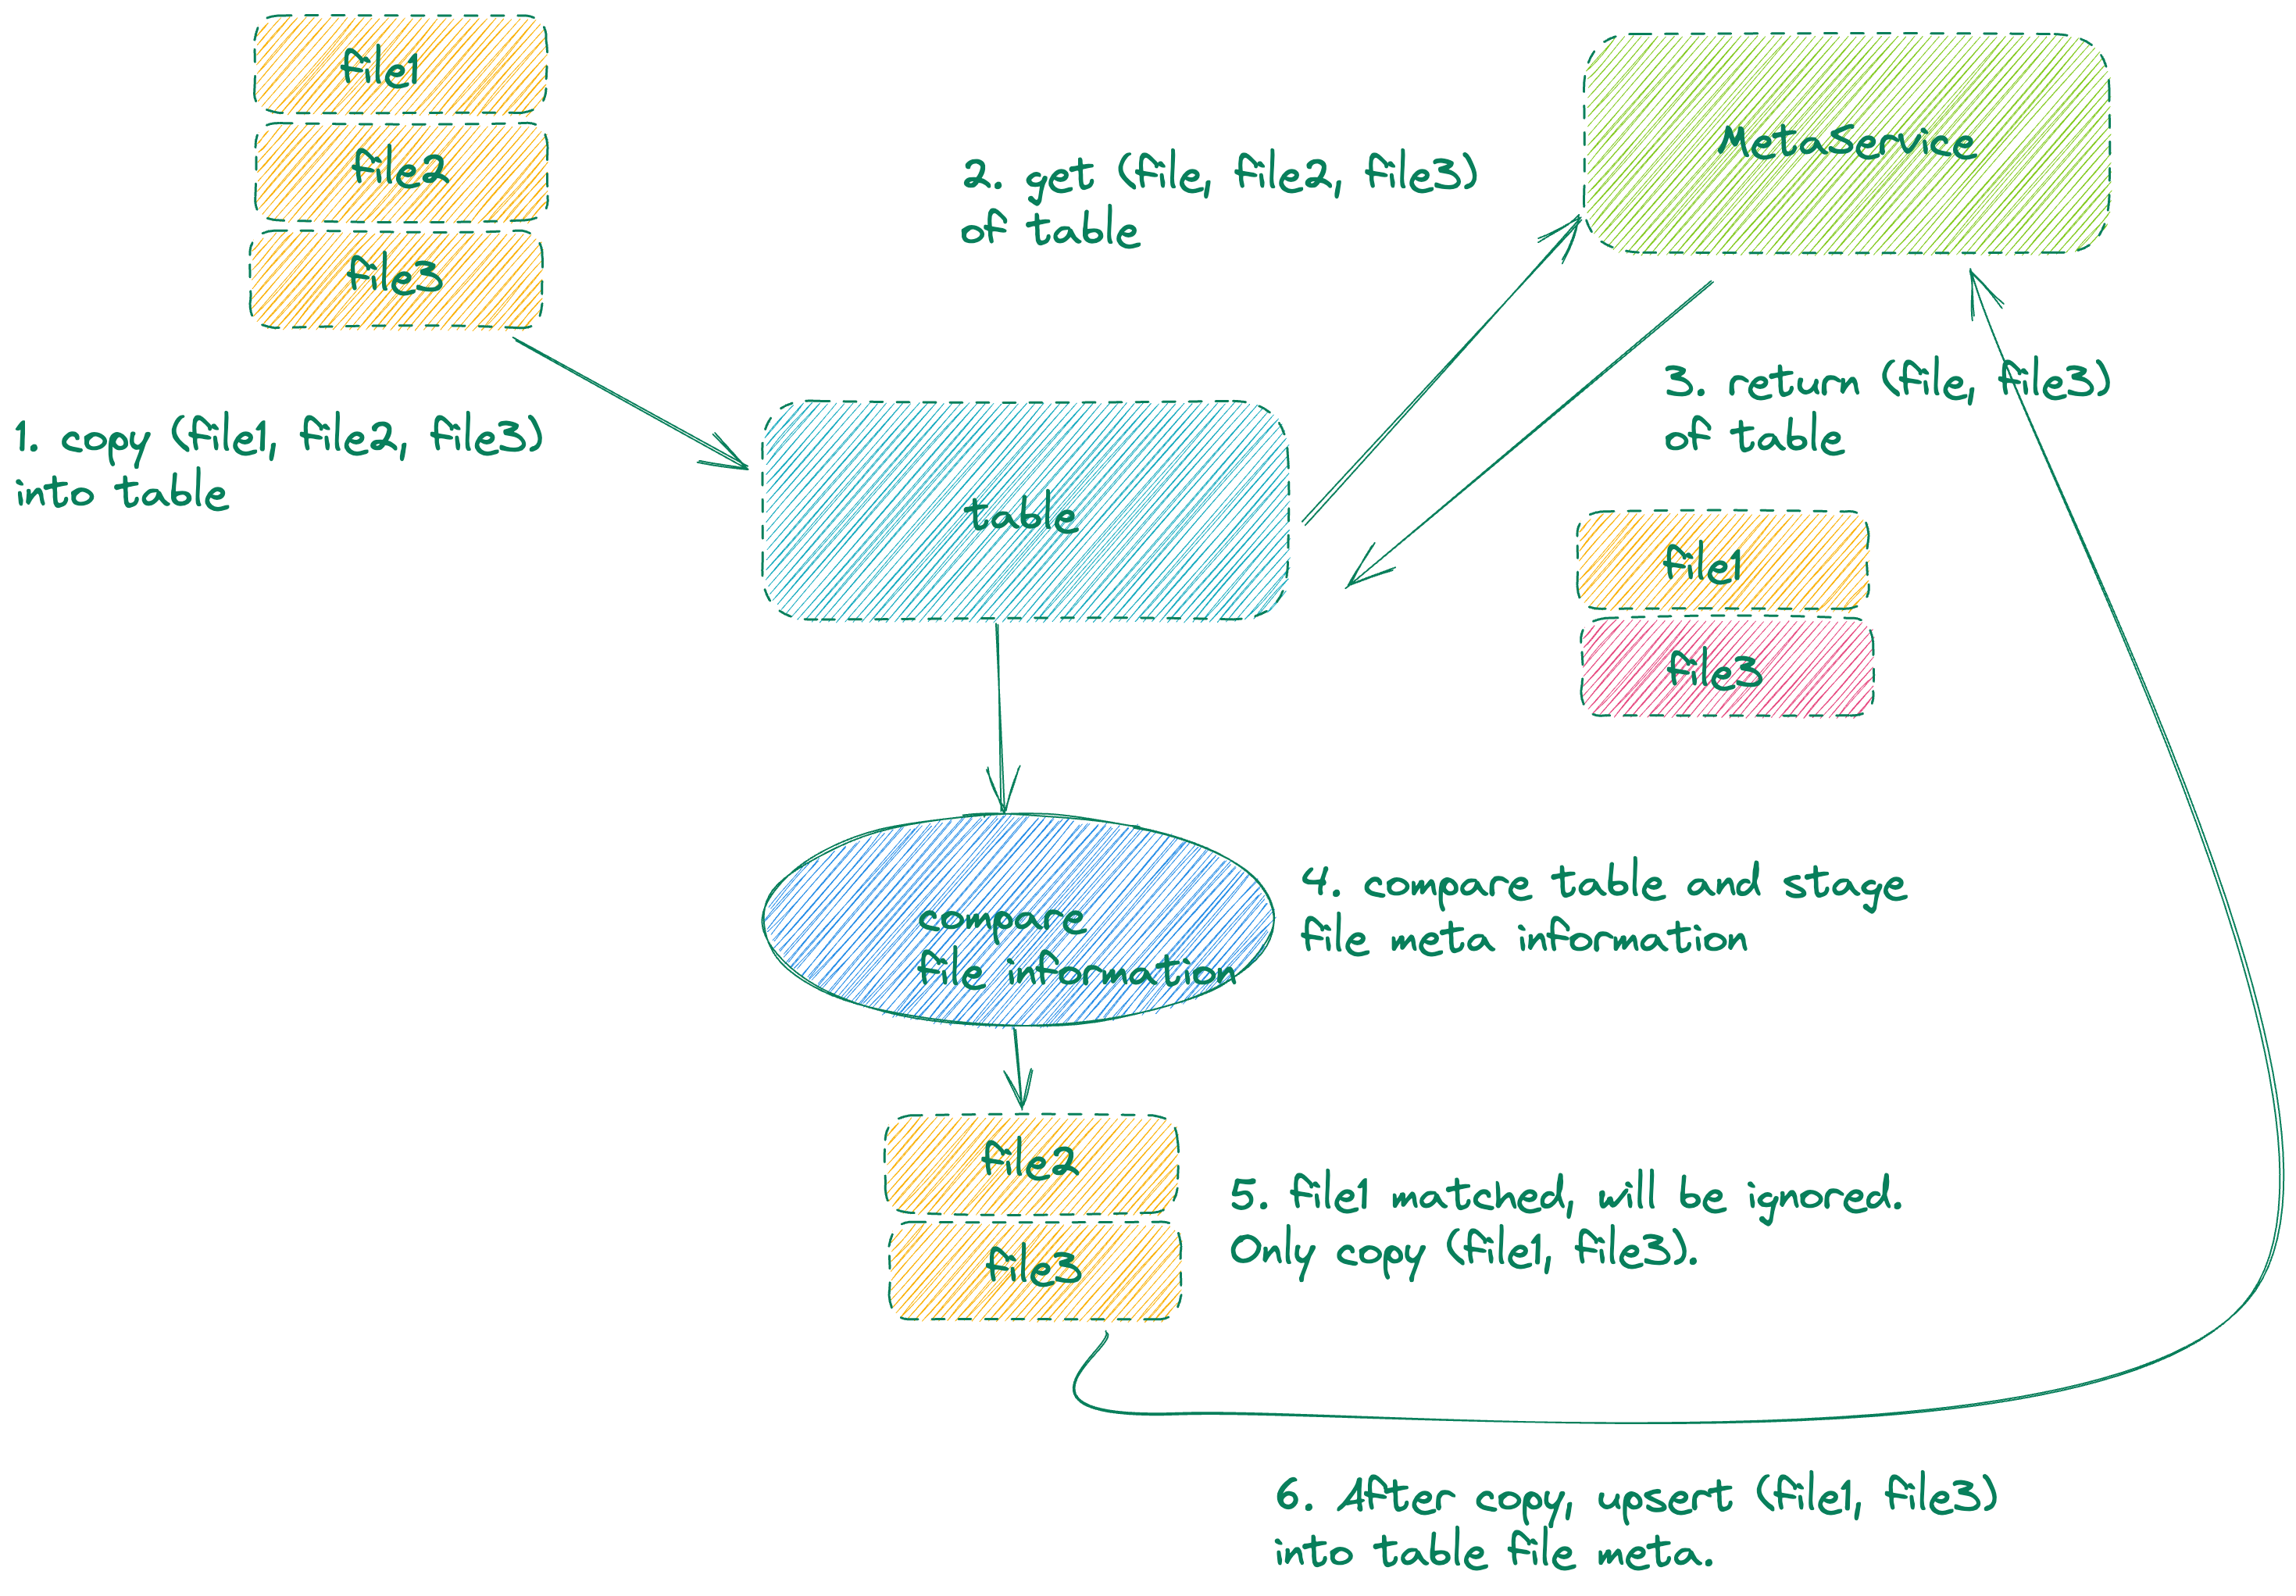 file1
file2
file3
1. copy (file1, file2, file3)
into table
2. get (file, file2, file3)
of table
MetaService
table
3. return (file, file3)
of table
file1
file3
compare
file information
4. compare table and stage
file meta information
file2
file3
5. file1 matched, will be ignored.
Only copy (file1, file3).
6. After copy, upsert (file1, file3)
into table file meta.